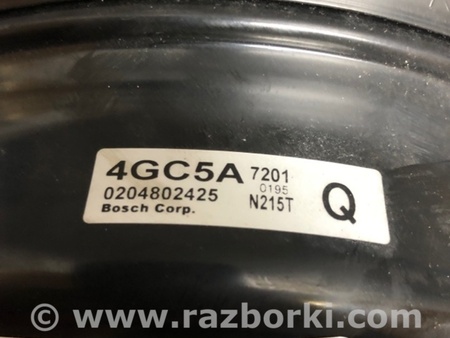 4GC5A 7201
0195
0204802425 N215T
Bosch Corp.
Q
© www.razborki.com